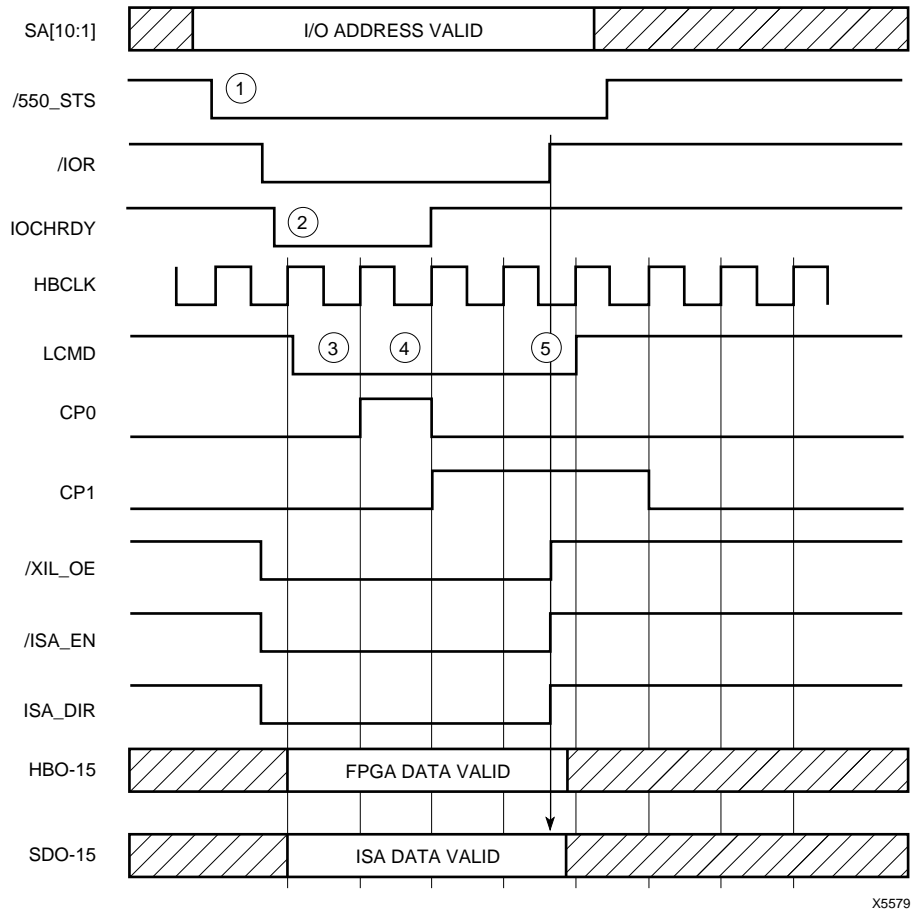 SA[10:1]
I/O ADDRESS VALID
/550_STS
1
/IOR
IOCHRDY
2
HBCLK
LCMD
3
4
5
CP0
CP1
/XIL_OE
/ISA_EN
ISA_DIR
HBO-15
FPGA DATA VALID
SDO-15
ISA DATA VALID
X5579